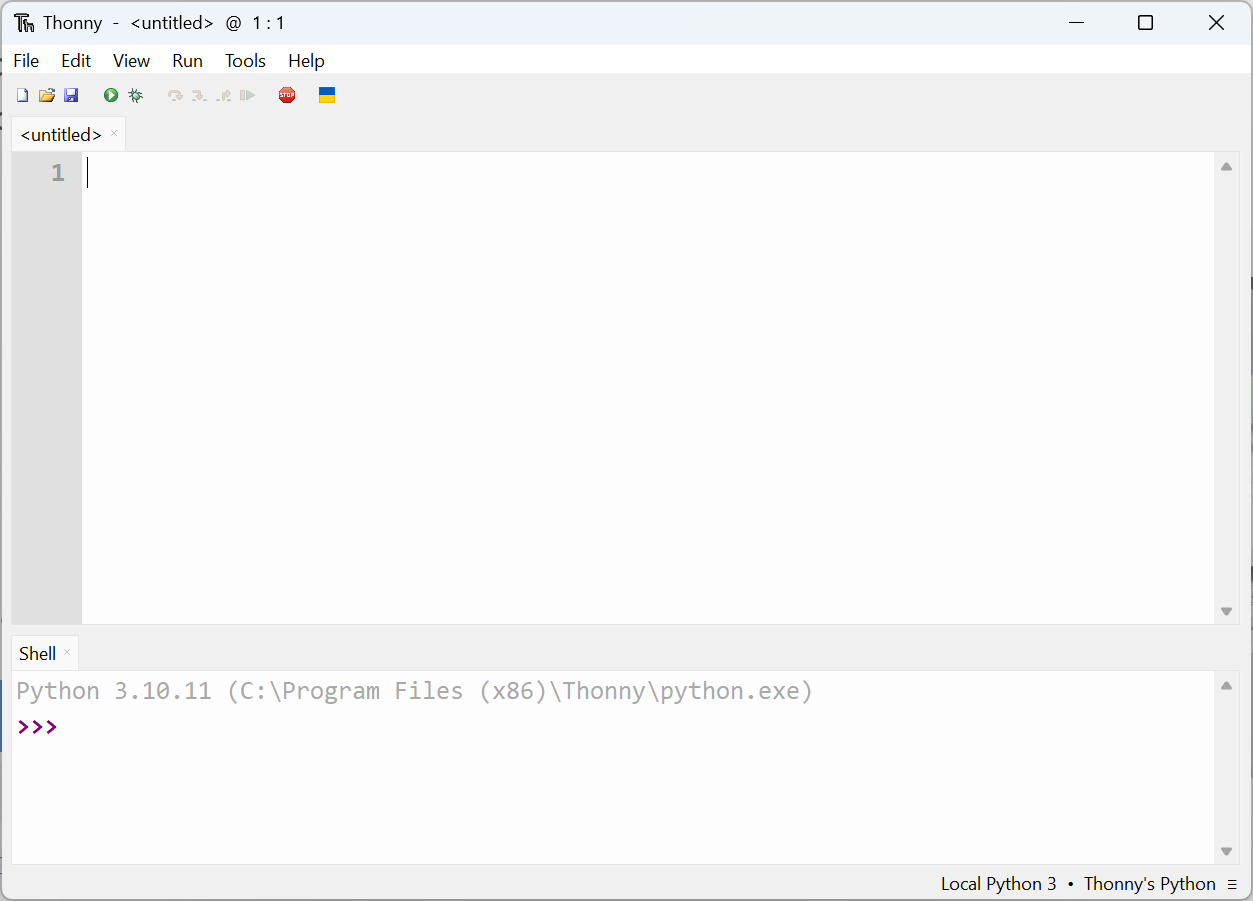 Th Thonny - <untitled> @ 1 : 1
File Edit View Run Tools Help
STOP
<untitled> ×
1
Shell ×
Python 3.10.11 (C:\Program Files (x86)\Thonny\python.exe)
>>>
Local Python 3 • Thonny's Python ≡